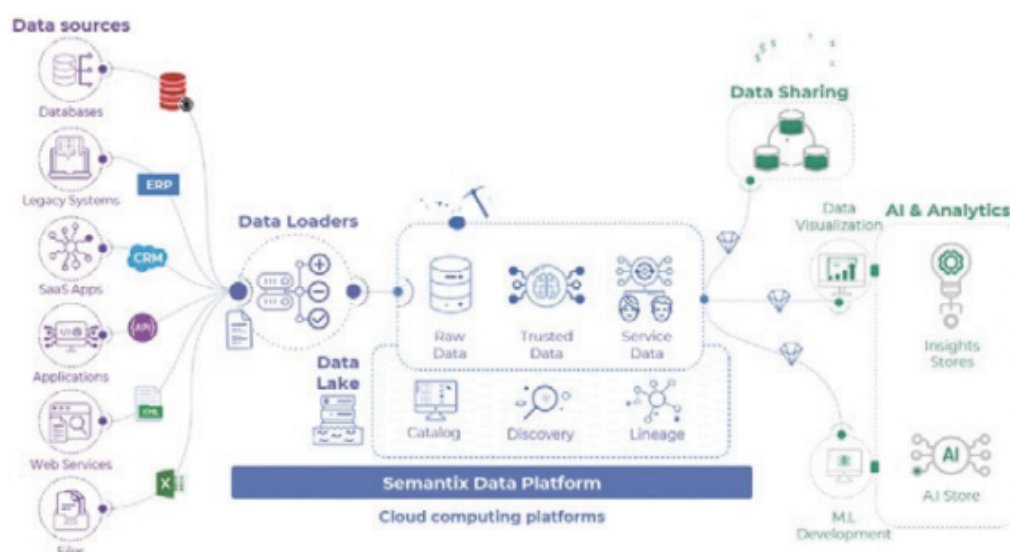 Data sources
Databases
Legacy Systems
ERP
SaaS Apps
CRM
Applications
API
Web Services
XML
Files
Data Loaders
Data
Lake
Raw
Data
Trusted
Data
Service
Data
Catalog
Discovery
Lineage
Semantix Data Platform
Cloud computing platforms
Data Sharing
Data
Visualization
AI & Analytics
Insights
Stores
AI
A.I Store
M.L
Development